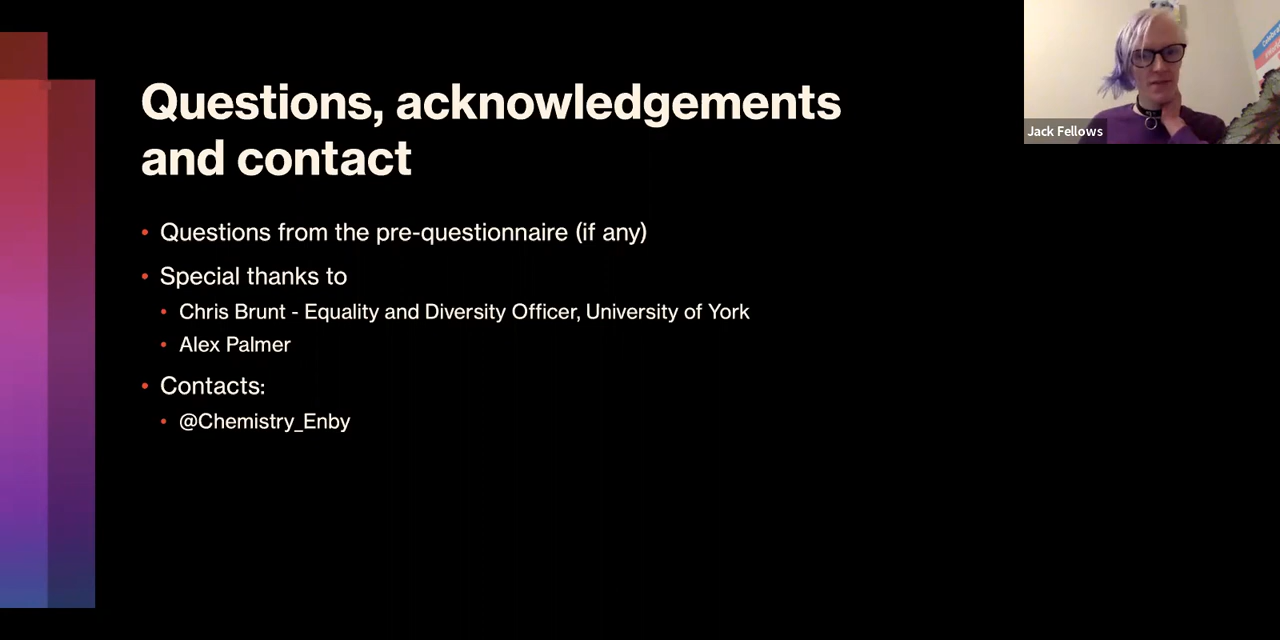 Questions, acknowledgements
and contact
Questions from the pre-questionnaire (if any)
Special thanks to
Chris Brunt - Equality and Diversity Officer, University of York
Alex Palmer
Contacts:
@Chemistry_Enby
Jack Fellows